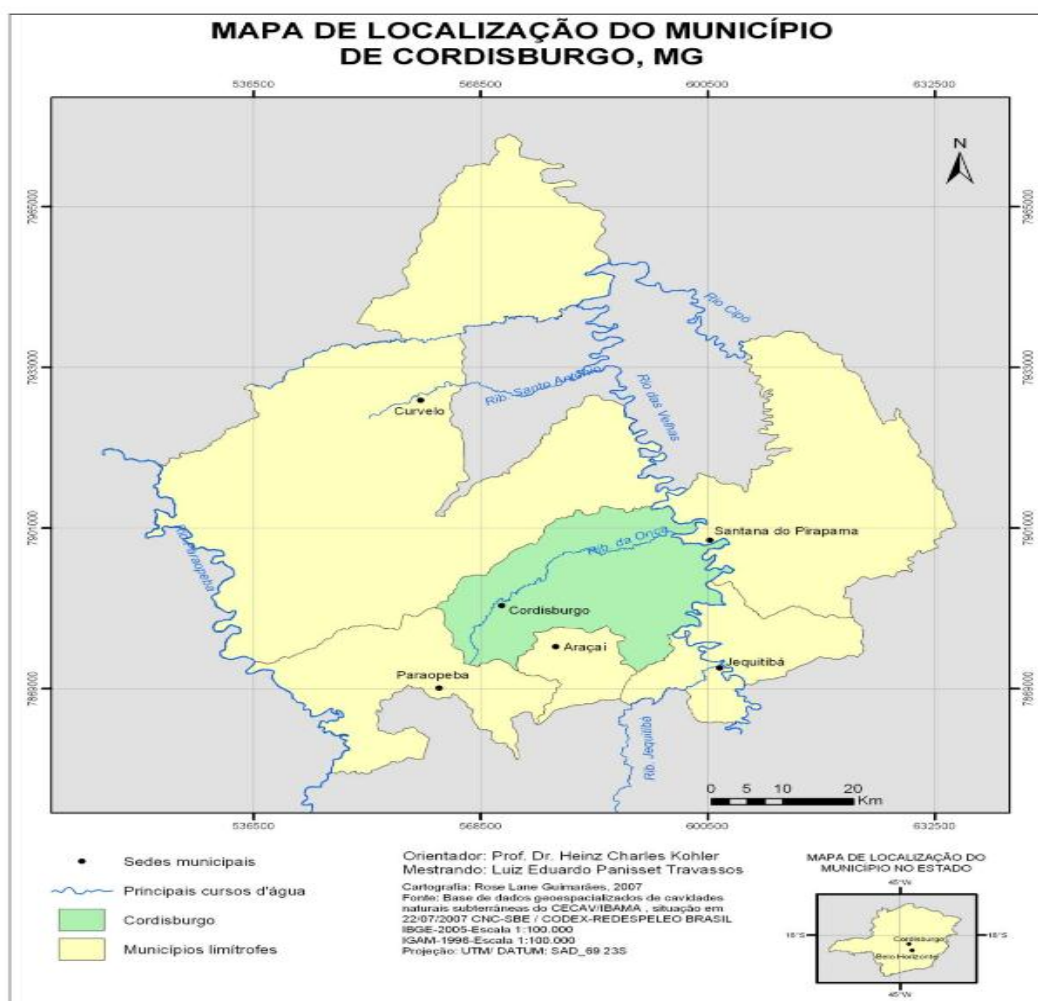 MAPA DE LOCALIZAÇÃO DO MUNICÍPIO
DE CORDISBURGO, MG
536500
568500
600500
632500
N
7965000
7965000
Rio Cipó
7933000
7933000
Rib. Santo Antônio
Rio das Velhas
Curvelo
7901000
7901000
Santana do Pirapama
Rib. da Onça
Rio Paraopeba
Cordisburgo
Araçaí
Jequitibá
Paraopeba
7869000
7869000
Rib. Jequitibá
0 5 10 20
Km
536500
568500
600500
632500
Sedes municipais
Principais cursos d'água
Cordisburgo
Municípios limítrofes
Orientador: Prof. Dr. Heinz Charles Kohler
Mestrando: Luiz Eduardo Panisset Travassos
Cartografia: Rose Lane Guimarães, 2007
Fonte: Base de dados geoespacializados de cavidades
naturais subterrâneas do CECAV/IBAMA , situação em
22/07/2007 CNC-SBE / CODEX-REDESPELEO BRASIL
IBGE-2005-Escala 1:100.000
IGAM-1996-Escala 1:100.000
Projeção: UTM/ DATUM: SAD_69 23S
MAPA DE LOCALIZAÇÃO DO
MUNICÍPIO NO ESTADO
45°W
18°S
18°S
Cordisburgo
Belo Horizonte
45°W